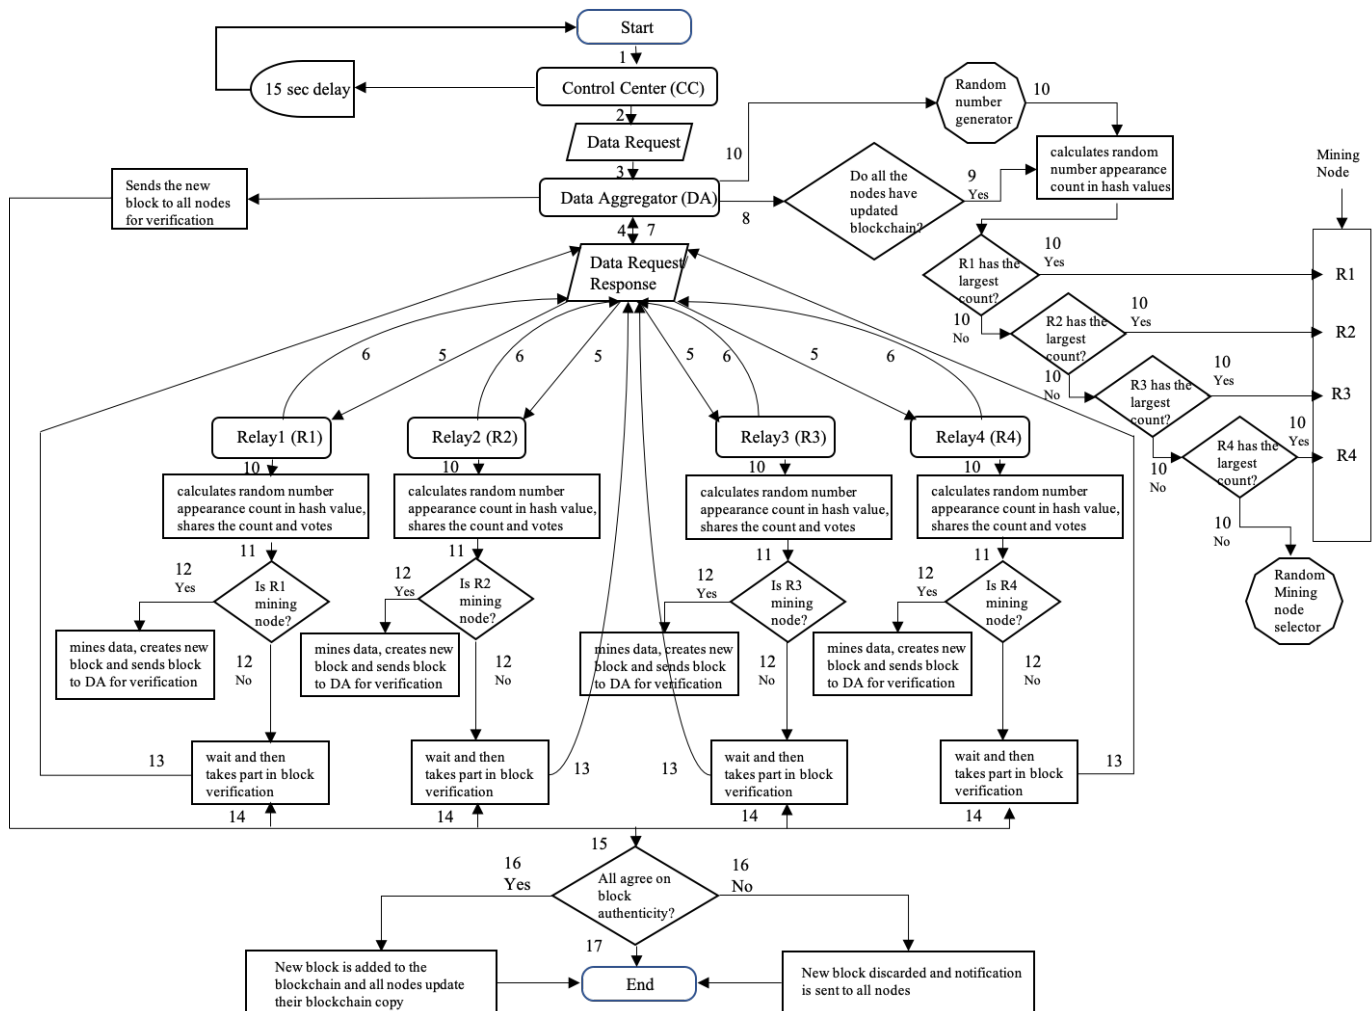 Start
1
15 sec delay
Control Center (CC)
2
Data Request
3
Data Aggregator (DA)
Sends the new
block to all nodes
for verification
10
8
Do all the
nodes have
updated
blockchain?
9
Yes
Random
number
generator
10
calculates random
number appearance
count in hash values
Mining
Node
4
7
Data Request
Response
R1 has the
largest
count?
10
Yes
R1
10
No
R2 has the
largest
count?
10
Yes
R2
10
No
R3 has the
largest
count?
10
Yes
R3
10
No
R4 has the
largest
count?
10
Yes
R4
10
No
Random
Mining
node
selector
6
5
6
5
5
6
5
6
Relay1 (R1)
Relay2 (R2)
Relay3 (R3)
Relay4 (R4)
10
10
10
10
calculates random number
appearance count in hash value,
shares the count and votes
calculates random number
appearance count in hash value,
shares the count and votes
calculates random number
appearance count in hash value,
shares the count and votes
calculates random number
appearance count in hash value,
shares the count and votes
11
11
11
11
12
Yes
Is R1
mining
node?
12
Yes
Is R2
mining
node?
12
Yes
Is R3
mining
node?
12
Yes
Is R4
mining
node?
mines data, creates new
block and sends block
to DA for verification
12
No
mines data, creates new
block and sends block
to DA for verification
12
No
mines data, creates new
block and sends block
to DA for verification
12
No
mines data, creates new
block and sends block
to DA for verification
12
No
13
wait and then
takes part in block
verification
wait and then
takes part in block
verification
13
13
wait and then
takes part in block
verification
wait and then
takes part in block
verification
13
14
14
14
14
15
16
Yes
All agree on
block
authenticity?
16
No
17
New block is added to the
blockchain and all nodes update
their blockchain copy
End
New block discarded and notification
is sent to all nodes